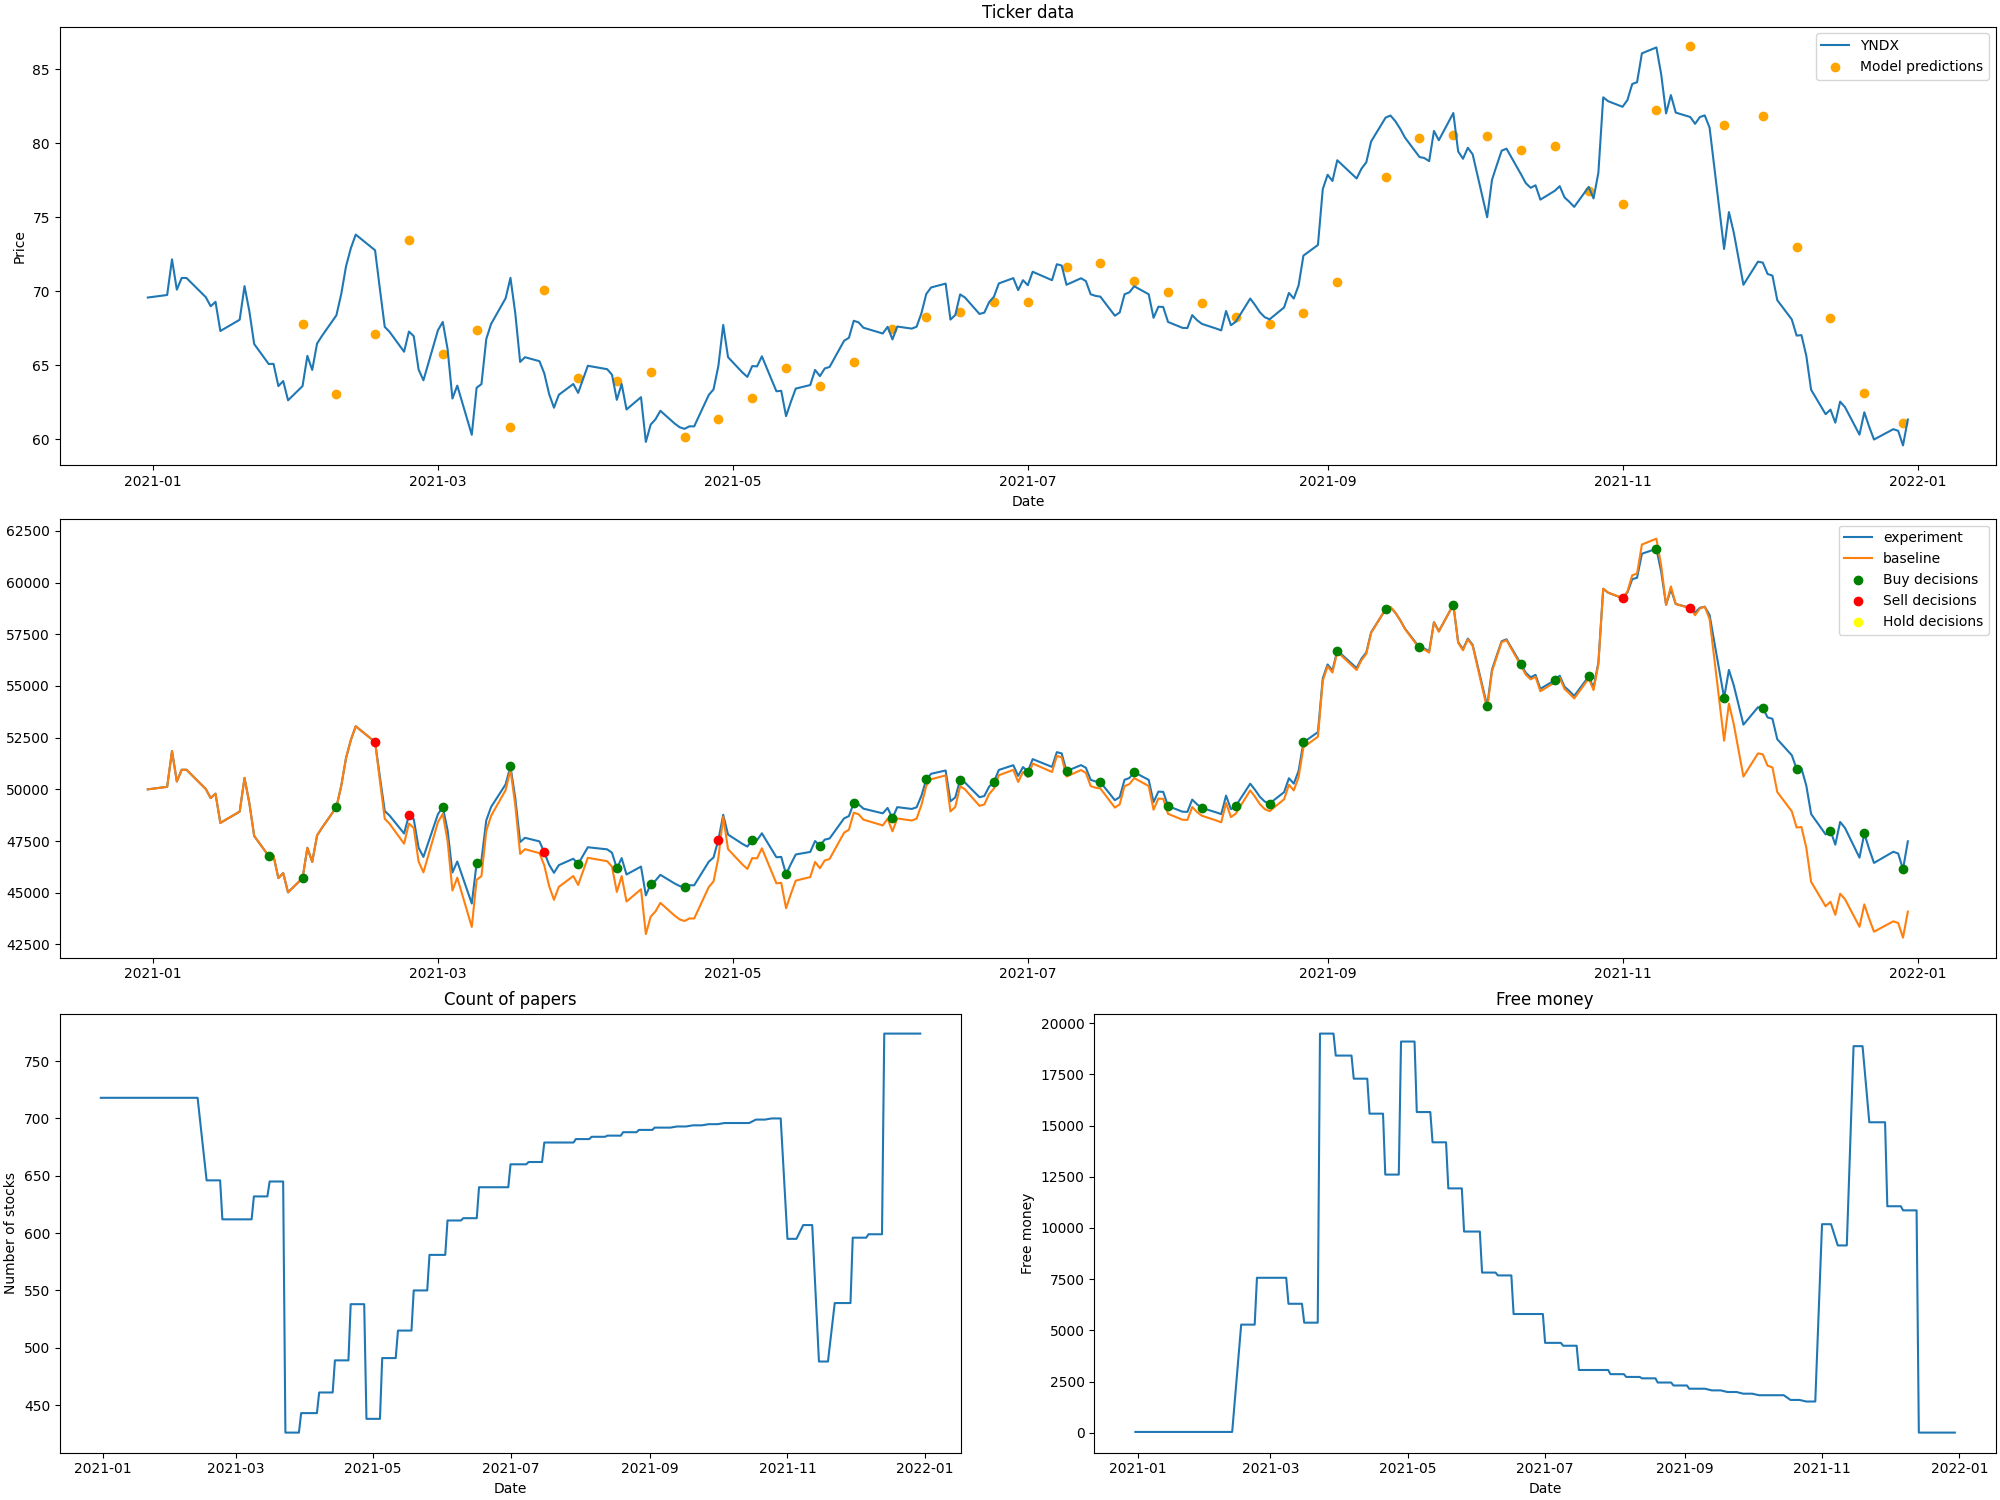 Ticker data
YNDX
Model predictions
85
80
75
70
65
60
Price
2021-01 2021-03 2021-05 2021-07 2021-09 2021-11 2022-01
Date
62500
60000
57500
55000
52500
50000
47500
45000
42500
experiment
baseline
Buy decisions
Sell decisions
Hold decisions
2021-01 2021-03 2021-05 2021-07 2021-09 2021-11 2022-01
Count of papers
750
700
650
600
550
500
450
Number of stocks
2021-01 2021-03 2021-05 2021-07 2021-09 2021-11 2022-01
Date
Free money
20000
17500
15000
12500
10000
7500
5000
2500
0
Free money
2021-01 2021-03 2021-05 2021-07 2021-09 2021-11 2022-01
Date